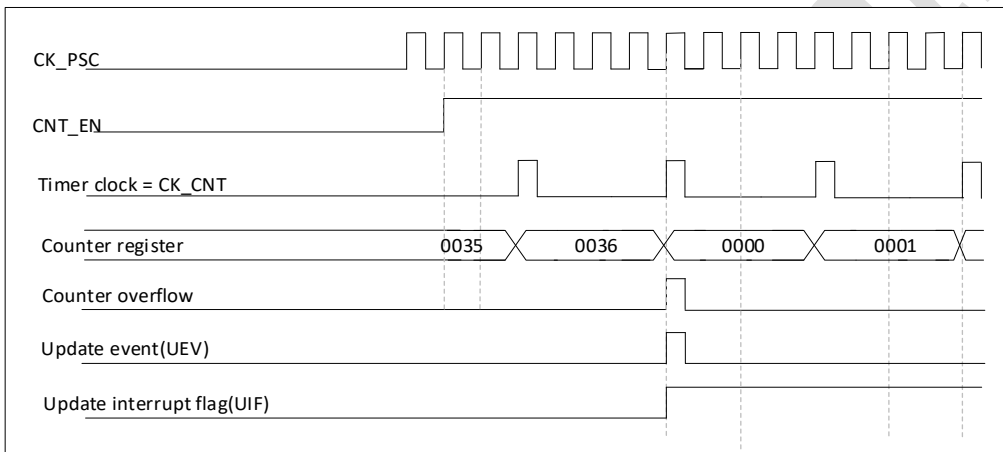 CK_PSC
CNT_EN
Timer clock = CK_CNT
Counter register 0035 0036 0000 0001
Counter overflow
Update event(UEV)
Update interrupt flag(UIF)